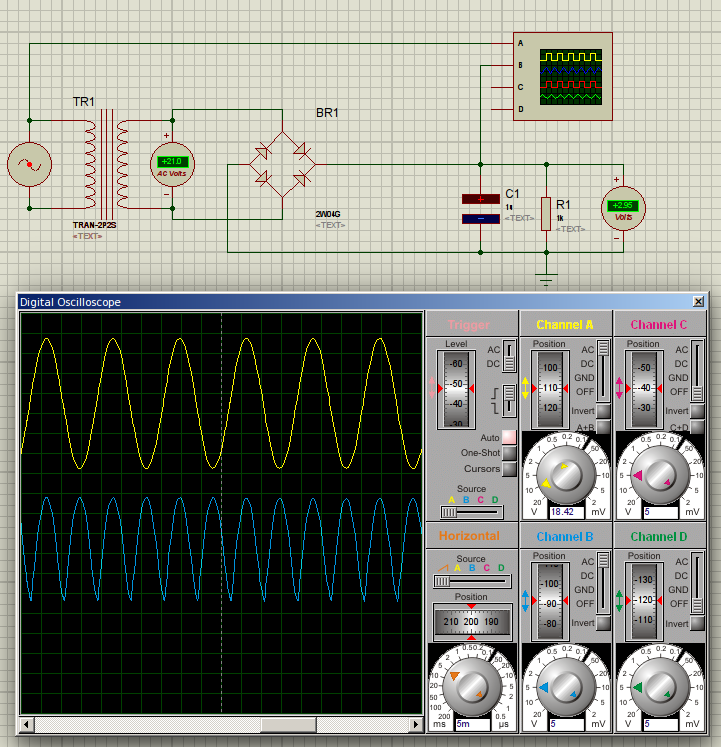 A
B
C
D
TR1
BR1
+
+21.0
AC Volts
TRAN-2P2S
<TEXT>
2W04G
<TEXT>
C1
1u
<TEXT>
R1
1k
<TEXT>
+
+2.95
Volts
Digital Oscilloscope
Trigger
Level
-60
-50
-40
-30
AC
DC
Auto
One-Shot
Cursors
Source
A B C D
Channel A
Position
100
110
120
AC
DC
GND
OFF
Invert
A+B
V 18.42 mV
Channel C
Position
-50
-40
-30
AC
DC
GND
OFF
Invert
C+D
V 5 mV
Horizontal
Source
A B C D
Position
210 200 190
ms 5m µs
Channel B
Position
-100
-90
-80
AC
DC
GND
OFF
Invert
V 5 mV
Channel D
Position
-130
-120
-110
AC
DC
GND
OFF
Invert
V 5 mV